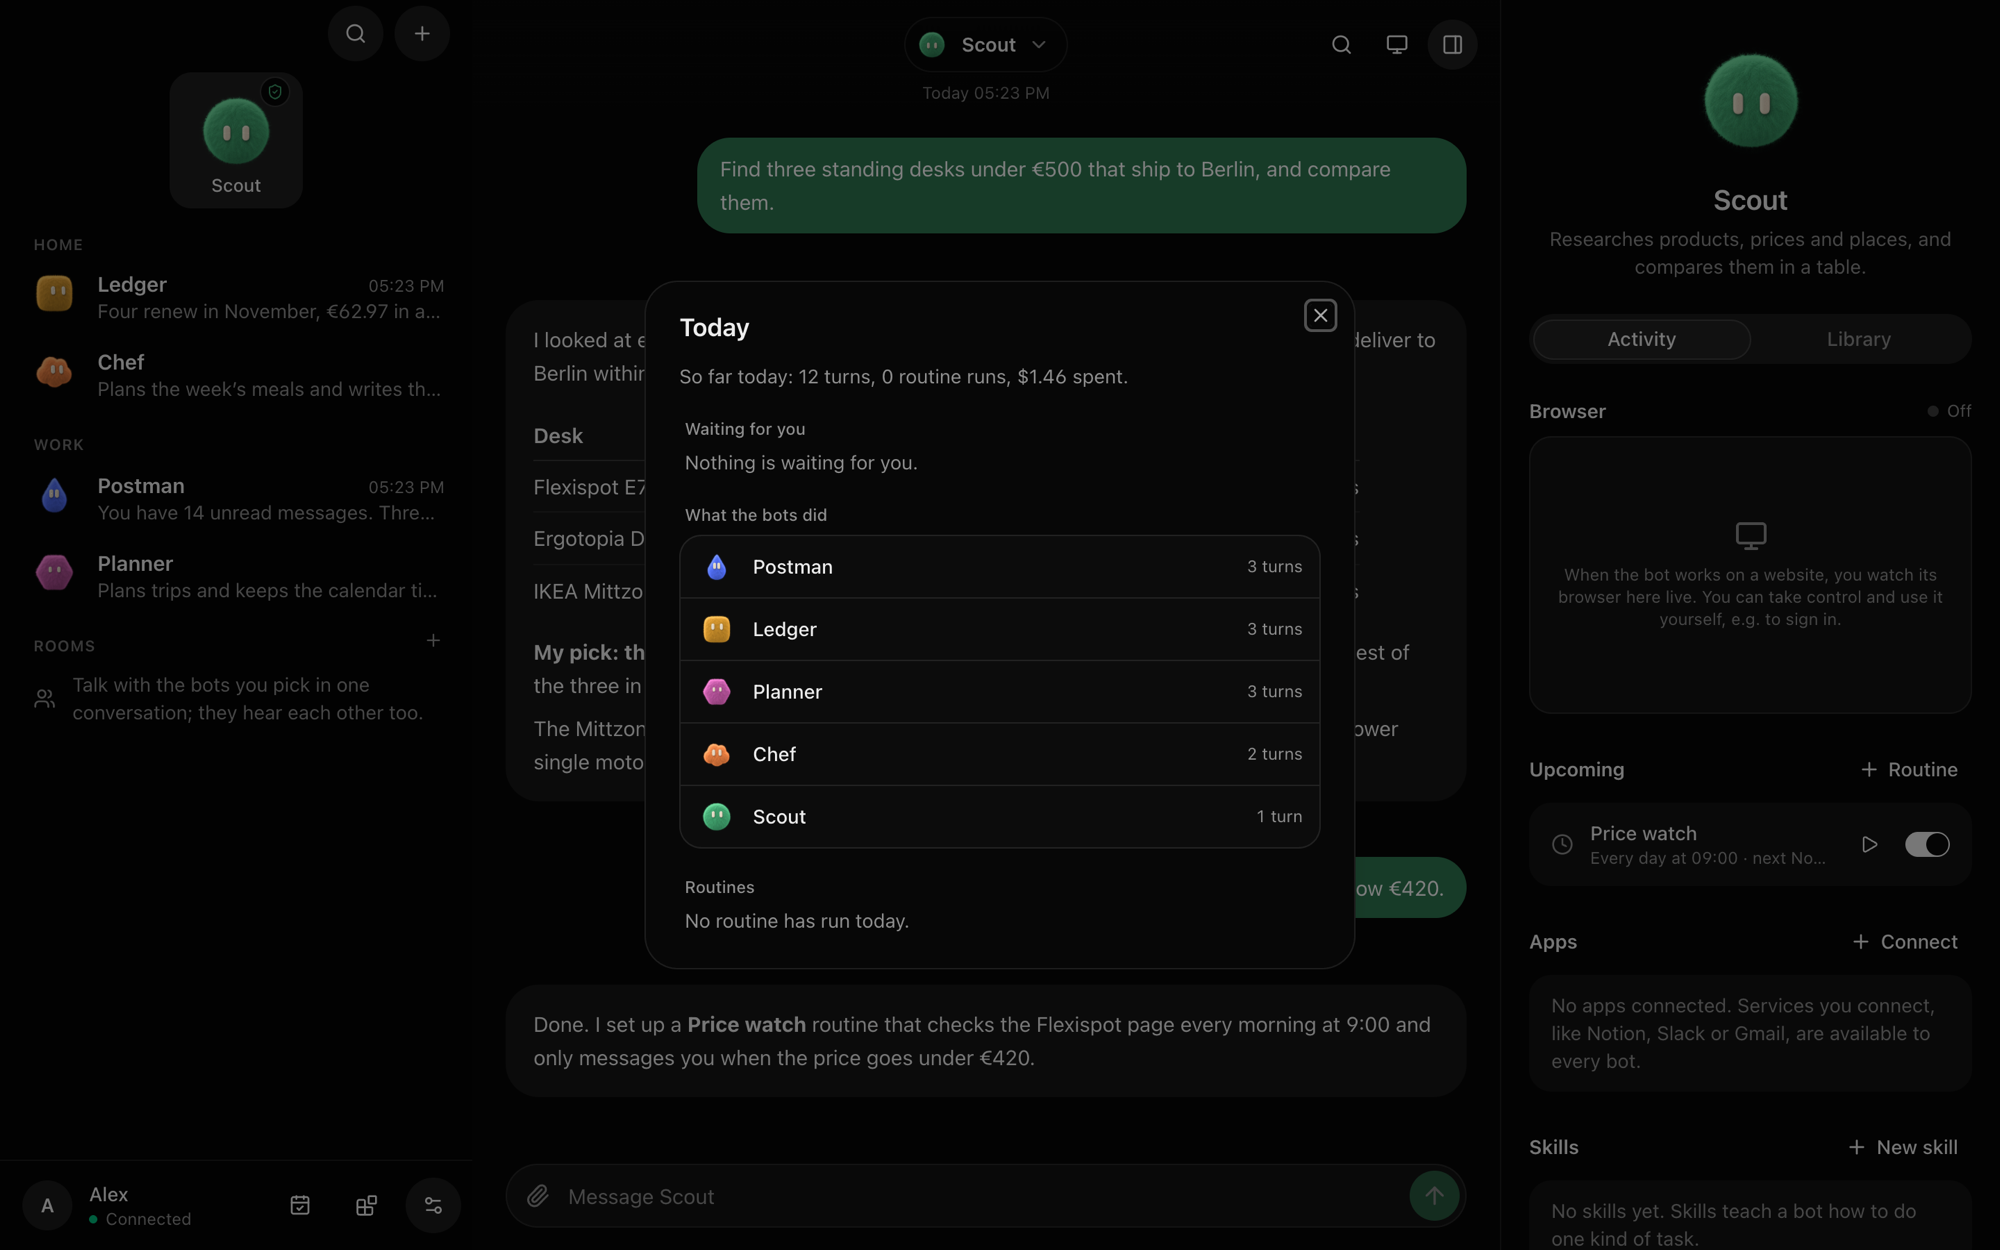 Scout
HOME
Ledger 05:23 PM
Four renew in November, €62.97 in a...
Chef
Plans the week’s meals and writes th...
WORK
Postman 05:23 PM
You have 14 unread messages. Thre...
Planner
Plans trips and keeps the calendar ti...
ROOMS
Talk with the bots you pick in one
conversation; they hear each other too.
A
Alex
Connected
Scout
Today 05:23 PM
Find three standing desks under €500 that ship to Berlin, and compare
them.
I looked at
deliver to
Berlin
Desk
Flexispot E7
Ergotopia D
IKEA Mittzo
My pick: th
est of
the three in
The Mittzon
ower
single moto
ow €420.
Done. I set up a Price watch routine that checks the Flexispot page every morning at 9:00 and
only messages you when the price goes under €420.
Message Scout
Today
So far today: 12 turns, 0 routine runs, $1.46 spent.
Waiting for you
Nothing is waiting for you.
What the bots did
Postman 3 turns
Ledger 3 turns
Planner 3 turns
Chef 2 turns
Scout 1 turn
Routines
No routine has run today.
Scout
Researches products, prices and places, and
compares them in a table.
Activity Library
Browser Off
When the bot works on a website, you watch its
browser here live. You can take control and use it
yourself, e.g. to sign in.
Upcoming + Routine
Price watch
Every day at 09:00 · next No...
Apps + Connect
No apps connected. Services you connect,
like Notion, Slack or Gmail, are available to
every bot.
Skills + New skill
No skills yet. Skills teach a bot how to do
one kind of task.